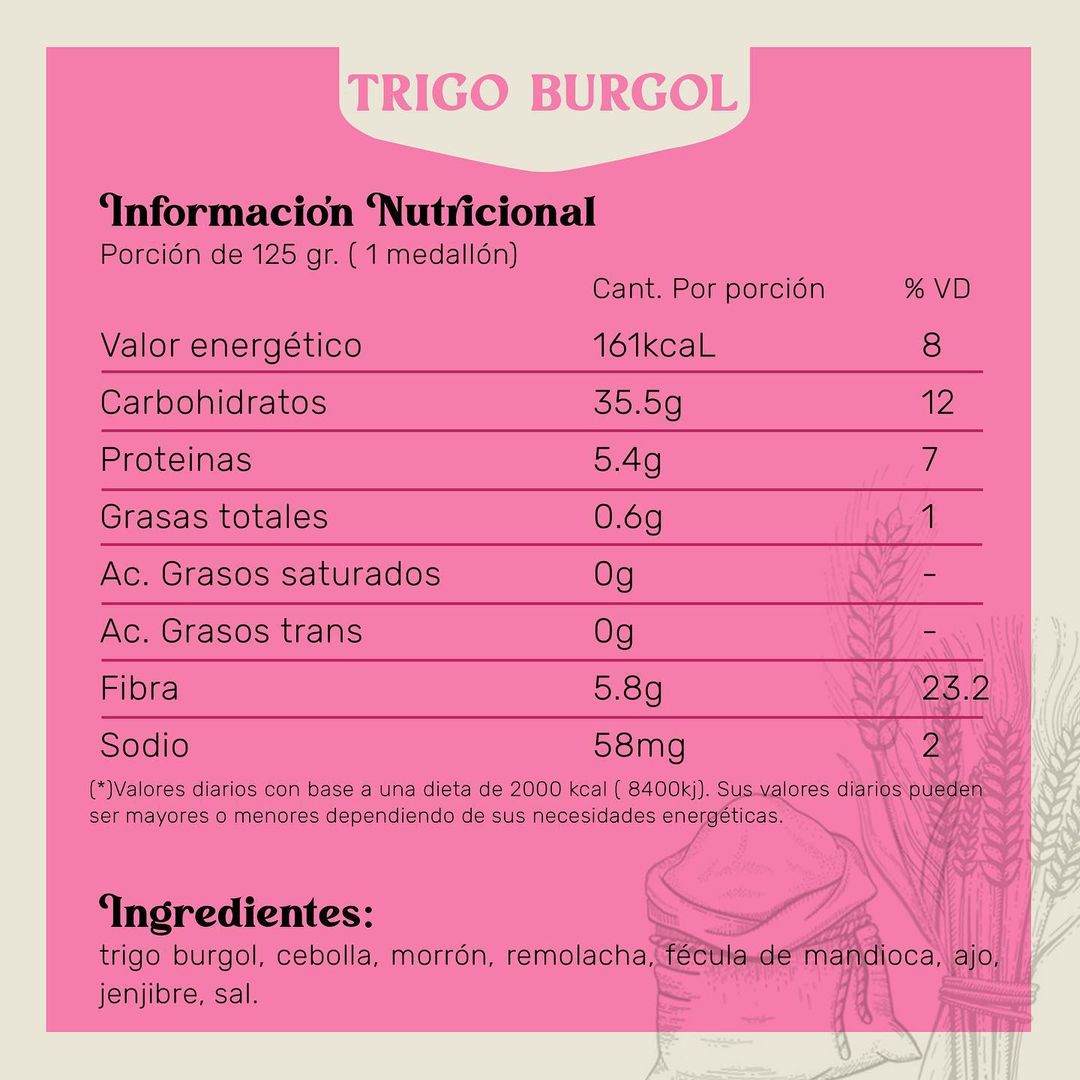 TRIGO BURGOL
Información Nutricional
Porción de 125 gr. ( 1 medallón)
Cant. Por porción % VD
Valor energético 161kcaL 8
Carbohidratos 35.5g 12
Proteinas 5.4g 7
Grasas totales 0.6g 1
Ac. Grasos saturados 0g -
Ac. Grasos trans 0g -
Fibra 5.8g 23.2
Sodio 58mg 2
(*)Valores diarios con base a una dieta de 2000 kcal ( 8400kj). Sus valores diarios pueden
ser mayores o menores dependiendo de sus necesidades energéticas.
Ingredientes:
trigo burgol, cebolla, morrón, remolacha, fécula de mandioca, ajo,
jenjibre, sal.